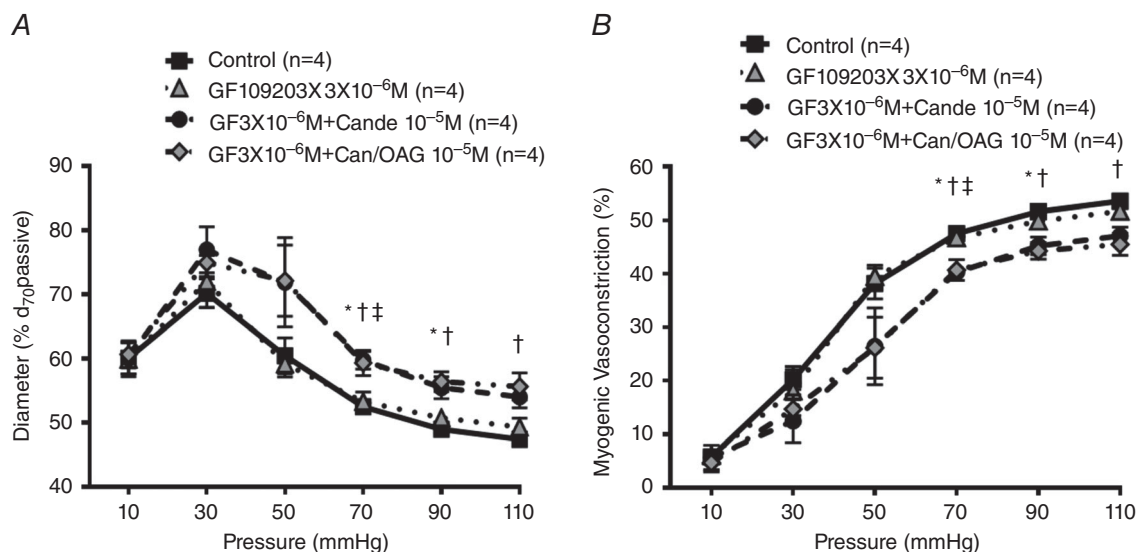 A
Control (n=4)
GF109203X 3X10⁻⁶M (n=4)
GF3X10⁻⁶M+Cande 10⁻⁵M (n=4)
GF3X10⁻⁶M+Can/OAG 10⁻⁵M (n=4)
Diameter (% d₇₀passive)
90
80
70
60
50
40
*†‡
*†
†
10 30 50 70 90 110
Pressure (mmHg)
B
Control (n=4)
GF109203X 3X10⁻⁶M (n=4)
GF3X10⁻⁶M+Cande 10⁻⁵M (n=4)
GF3X10⁻⁶M+Can/OAG 10⁻⁵M (n=4)
Myogenic Vasoconstriction (%)
60
50
40
30
20
10
0
*†‡
*†
†
10 30 50 70 90 110
Pressure (mmHg)